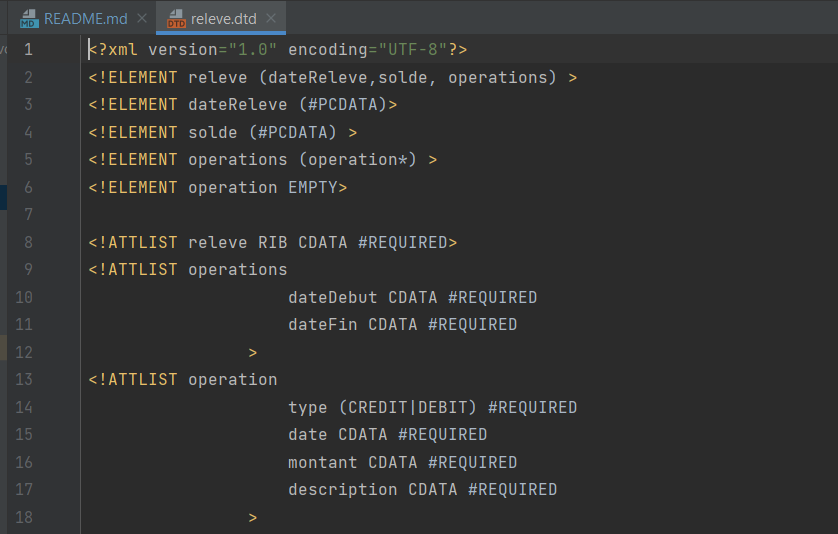 README.md releve.dtd
1 <?xml version="1.0" encoding="UTF-8"?>
2 <!ELEMENT releve (dateReleve,solde, operations) >
3 <!ELEMENT dateReleve (#PCDATA)>
4 <!ELEMENT solde (#PCDATA) >
5 <!ELEMENT operations (operation*) >
6 <!ELEMENT operation EMPTY>
7
8 <!ATTLIST releve RIB CDATA #REQUIRED>
9 <!ATTLIST operations
10 dateDebut CDATA #REQUIRED
11 dateFin CDATA #REQUIRED
12 >
13 <!ATTLIST operation
14 type (CREDIT|DEBIT) #REQUIRED
15 date CDATA #REQUIRED
16 montant CDATA #REQUIRED
17 description CDATA #REQUIRED
18 >